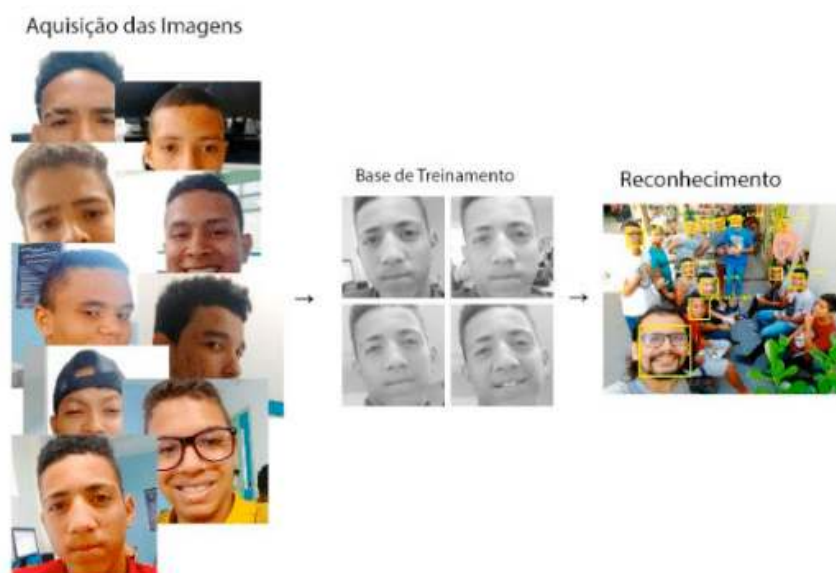 Aquisição das Imagens
Base de Treinamento
Reconhecimento